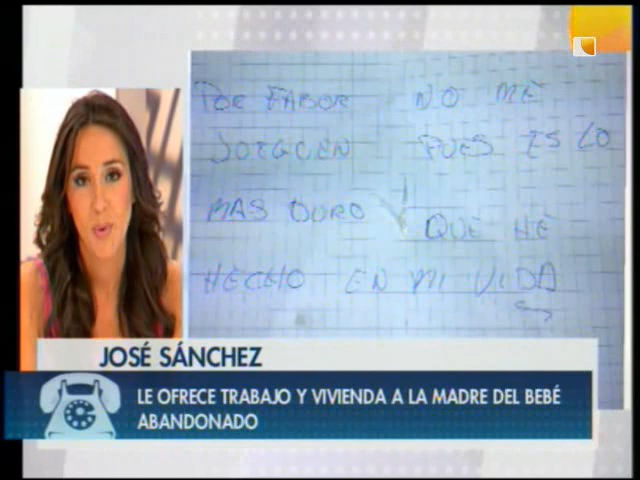 POR FABOR NO ME
JUEGCEN PUES ES LO
MAS DURO QUE HE
HECHO EN MI VIDA
JOSÉ SÁNCHEZ
LE OFRECE TRABAJO Y VIVIENDA A LA MADRE DEL BEBÉ
ABANDONADO